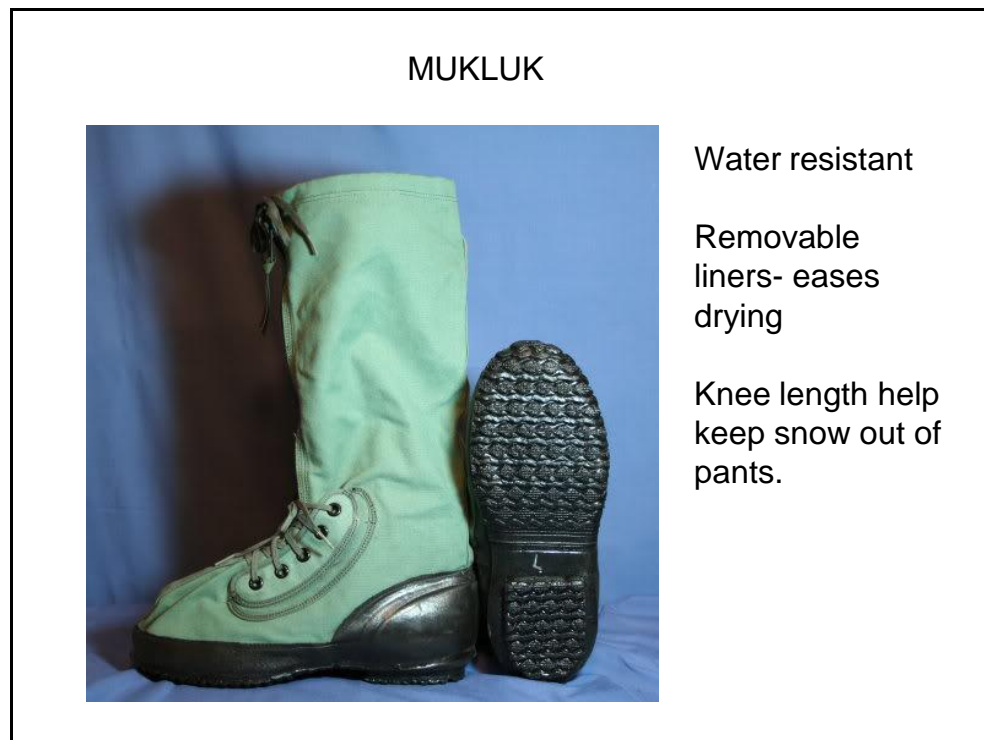 MUKLUK
Water resistant
Removable
liners- eases
drying
Knee length help
keep snow out of
pants.